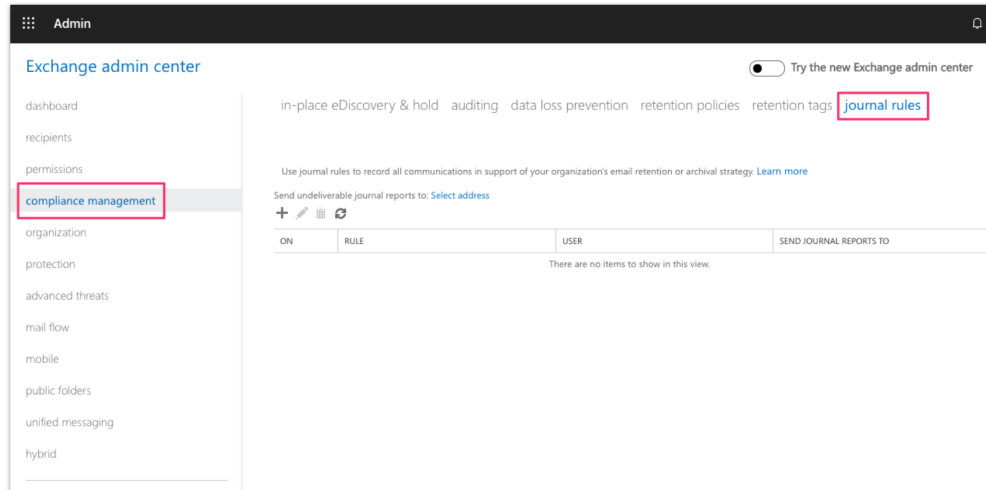 Admin
Exchange admin center
Try the new Exchange admin center
dashboard
recipients
permissions
compliance management
organization
protection
advanced threats
mail flow
mobile
public folders
unified messaging
hybrid
in-place eDiscovery & hold auditing data loss prevention retention policies retention tags journal rules
Use journal rules to record all communications in support of your organization's email retention or archival strategy. Learn more
Send undeliverable journal reports to: Select address
ON RULE USER SEND JOURNAL REPORTS TO
There are no items to show in this view.